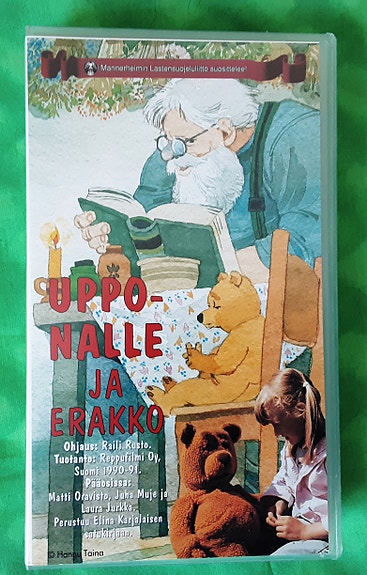 Mannerheimin Lastensuojeluliitto suosittelee!
UPPO-
NALLE
JA
ERAKKO
Ohjaus: Raili Rusto.
Tuotanto: Reppufilmi Oy,
Suomi 1990-91.
Pääosissa:
Matti Oravisto, Juha Muje ja
Laura Jurkka.
Perustuu Elina Karjalaisen
satukirjaan.
© Hannu Taina